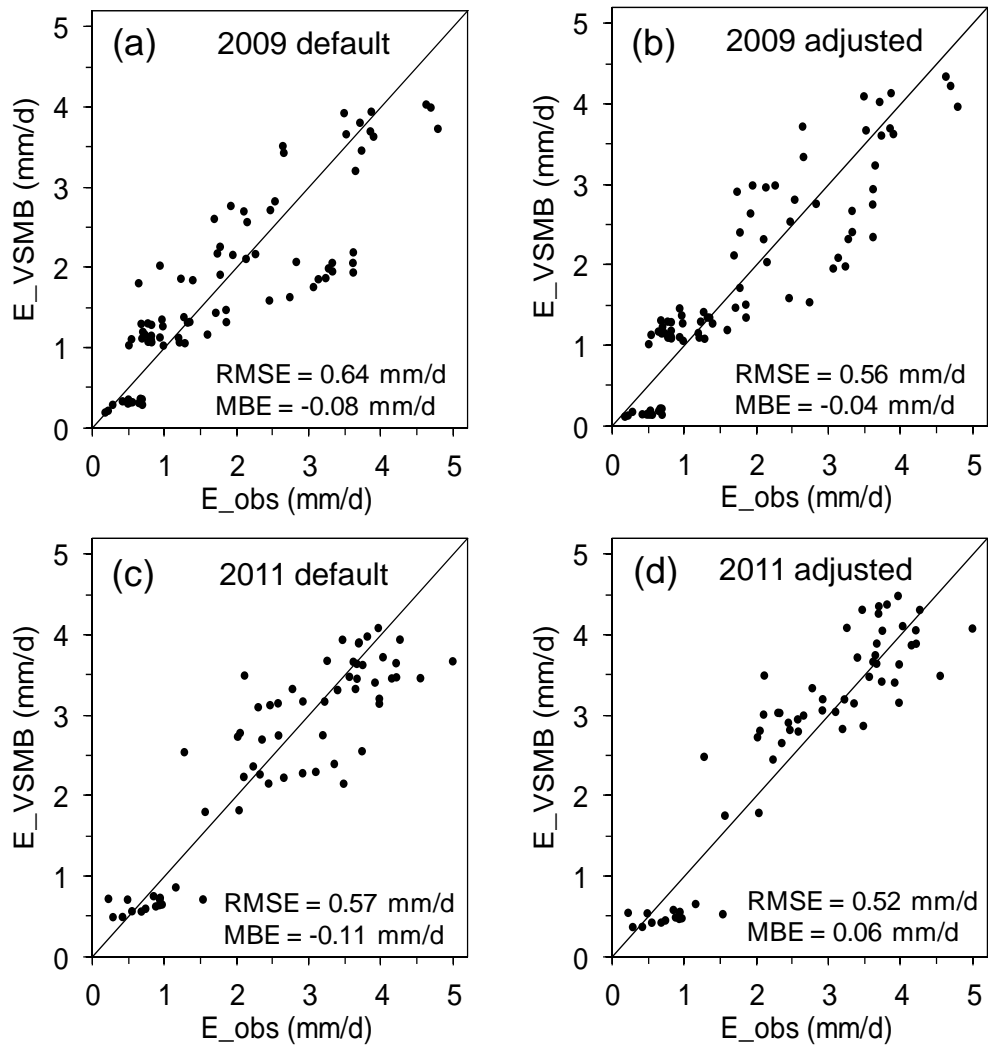 (a) 2009 default
E_VSMB (mm/d)
5
4
3
2
1
0
RMSE = 0.64 mm/d
MBE = -0.08 mm/d
0 1 2 3 4 5
E_obs (mm/d)
(b) 2009 adjusted
E_VSMB (mm/d)
5
4
3
2
1
0
RMSE = 0.56 mm/d
MBE = -0.04 mm/d
0 1 2 3 4 5
E_obs (mm/d)
(c) 2011 default
E_VSMB (mm/d)
5
4
3
2
1
0
RMSE = 0.57 mm/d
MBE = -0.11 mm/d
0 1 2 3 4 5
E_obs (mm/d)
(d) 2011 adjusted
E_VSMB (mm/d)
5
4
3
2
1
0
RMSE = 0.52 mm/d
MBE = 0.06 mm/d
0 1 2 3 4 5
E_obs (mm/d)